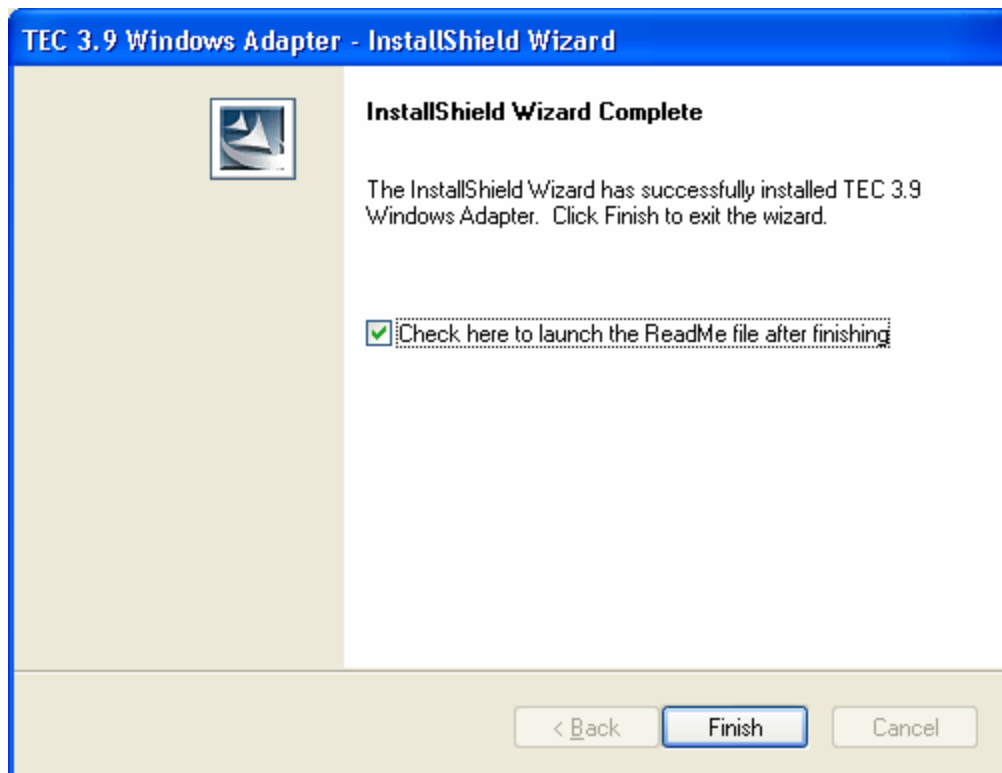 TEC 3.9 Windows Adapter - InstallShield Wizard
InstallShield Wizard Complete
The InstallShield Wizard has successfully installed TEC 3.9
Windows Adapter.  Click Finish to exit the wizard.
Check here to launch the ReadMe file after finishing
< Back
Finish
Cancel